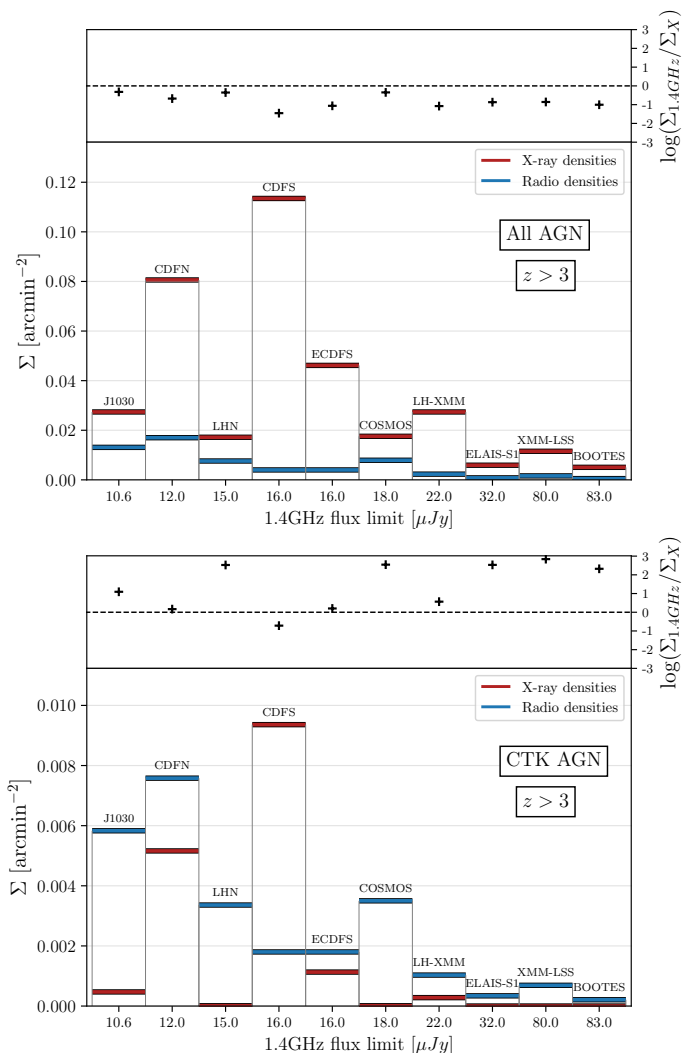 3
2
1
0
-1
-2
-3
log(Σ1.4GHz/ΣX)
X-ray densities
Radio densities
All AGN
z > 3
0.12
0.10
0.08
0.06
0.04
0.02
0.00
Σ [arcmin−2]
J1030
CDFN
LHN
CDFS
ECDFS
COSMOS
LH-XMM
ELAIS-S1
XMM-LSS
BOOTES
10.6 12.0 15.0 16.0 16.0 18.0 22.0 32.0 80.0 83.0
1.4GHz flux limit [μJy]
3
2
1
0
-1
-2
-3
log(Σ1.4GHz/ΣX)
X-ray densities
Radio densities
CTK AGN
z > 3
0.010
0.008
0.006
0.004
0.002
0.000
Σ [arcmin−2]
J1030
CDFN
LHN
CDFS
ECDFS
COSMOS
LH-XMM
ELAIS-S1
XMM-LSS
BOOTES
10.6 12.0 15.0 16.0 16.0 18.0 22.0 32.0 80.0 83.0
1.4GHz flux limit [μJy]